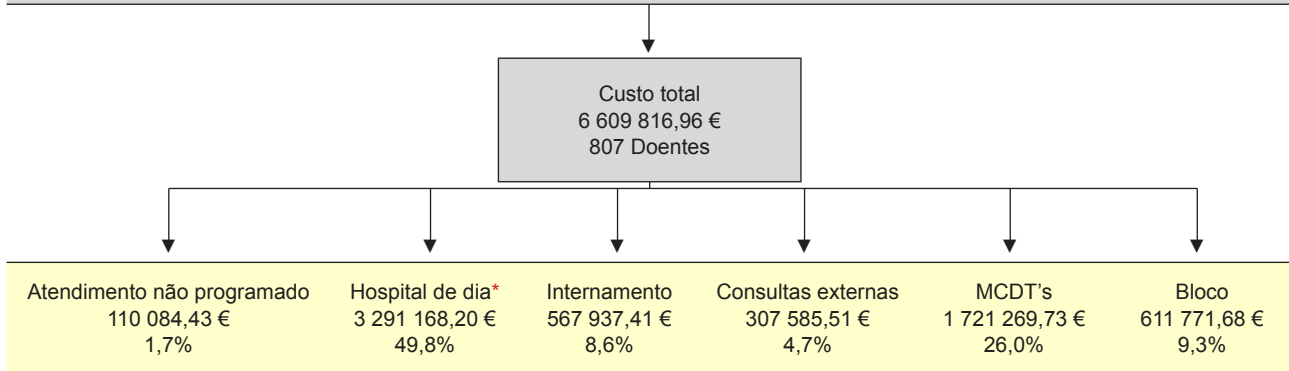 Custo total
6 609 816,96 €
807 Doentes
Atendimento não programado
110 084,43 €
1,7%
Hospital de dia*
3 291 168,20 €
49,8%
Internamento
567 937,41 €
8,6%
Consultas externas
307 585,51 €
4,7%
MCDT's
1 721 269,73 €
26,0%
Bloco
611 771,68 €
9,3%